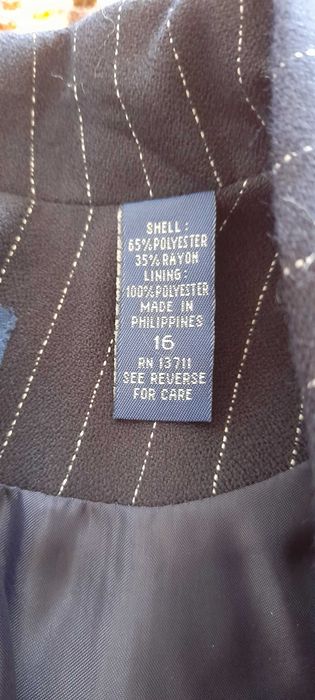 SHELL:
65%POLYESTER
35%RAYON
LINING:
100%POLYESTER
MADE IN
PHILIPPINES
16
RN 13711
SEE REVERSE
FOR CARE